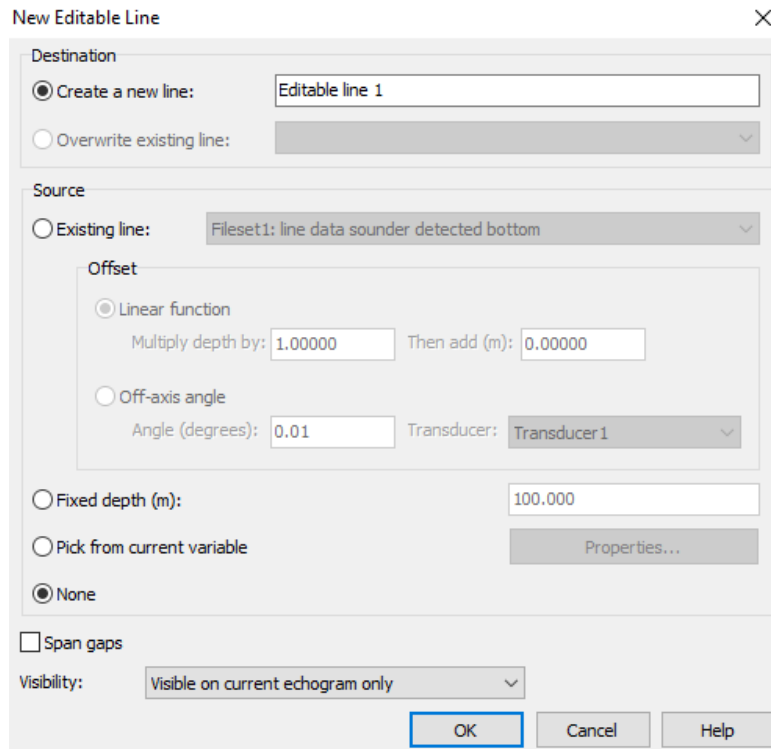 New Editable Line
Destination
Create a new line: Editable line 1
Overwrite existing line:
Source
Existing line: Fileset1: line data sounder detected bottom
Offset
Linear function
Multiply depth by: 1.00000 Then add (m): 0.00000
Off-axis angle
Angle (degrees): 0.01 Transducer: Transducer1
Fixed depth (m): 100.000
Pick from current variable Properties...
None
Span gaps
Visibility: Visible on current echogram only
OK Cancel Help